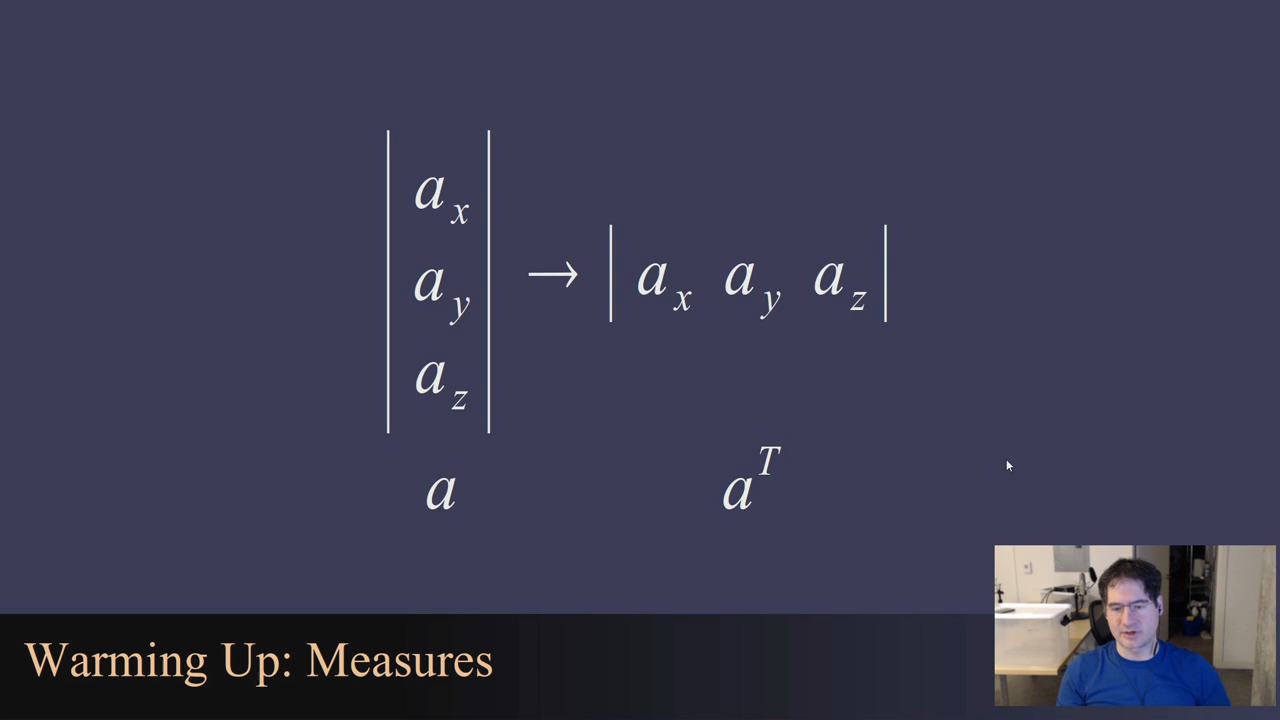 a_x
a_y
a_z
→ | a_x a_y a_z |
a
a^T
Warming Up: Measures